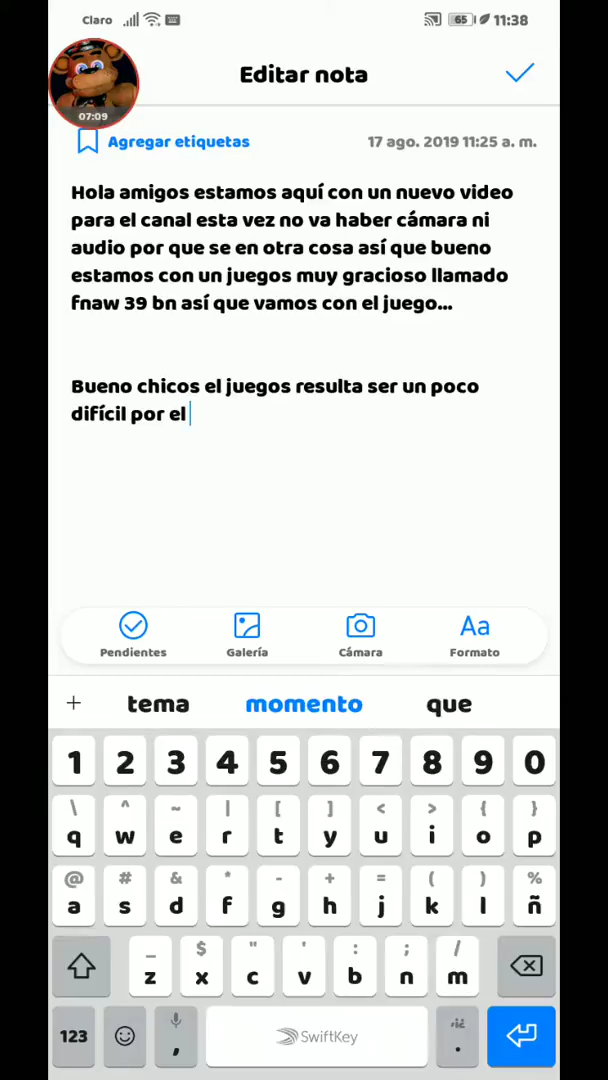 Claro
65
11:38
07:09
Editar nota
Agregar etiquetas
17 ago. 2019 11:25 a. m.
Hola amigos estamos aquí con un nuevo video
para el canal esta vez no va haber cámara ni
audio por que se en otra cosa así que bueno
estamos con un juegos muy gracioso llamado
fnaw 39 bn así que vamos con el juego...
Bueno chicos el juegos resulta ser un poco
difícil por el
Pendientes
Galería
Cámara
Formato
Aa
+ tema momento que
1 2 3 4 5 6 7 8 9 0
\ ^ ~ | [ ] < > { }
q w e r t y u i o p
@ # & * - + = ( ) %
a s d f g h j k l ñ
_ $ " ' : ; /
z x c v b n m
123 , SwiftKey .